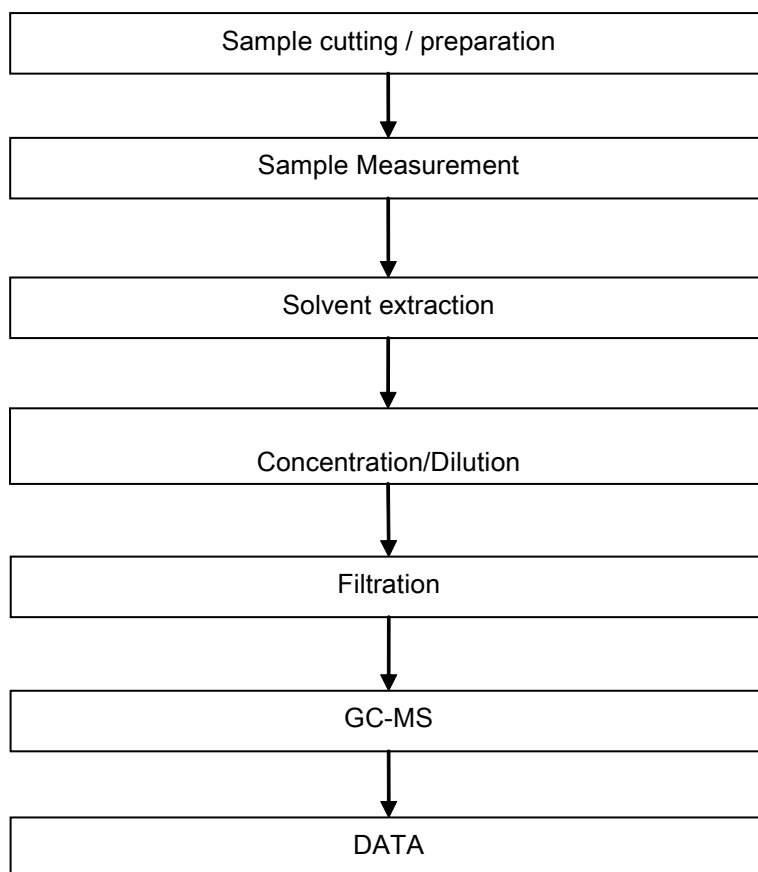 Sample cutting / preparation
Sample Measurement
Solvent extraction
Concentration/Dilution
Filtration
GC-MS
DATA